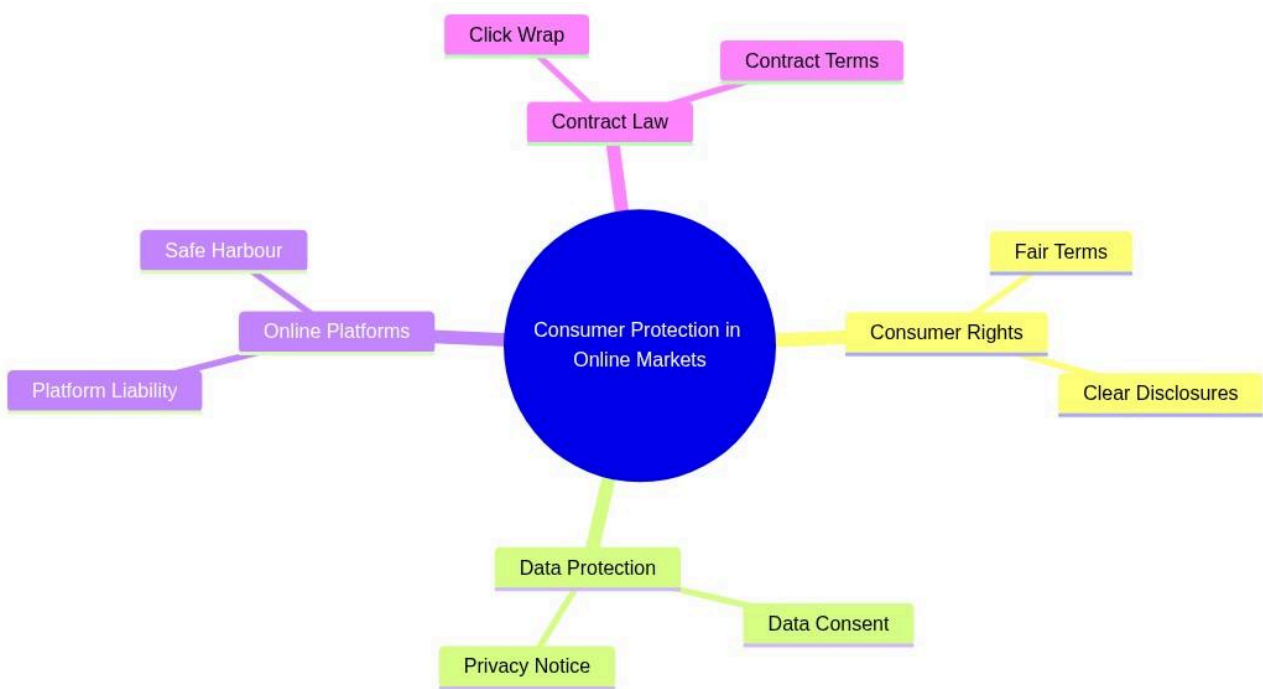 Click Wrap
Contract Terms
Contract Law
Safe Harbour
Fair Terms
Online Platforms
Consumer Protection in
Online Markets
Consumer Rights
Platform Liability
Clear Disclosures
Data Protection
Data Consent
Privacy Notice